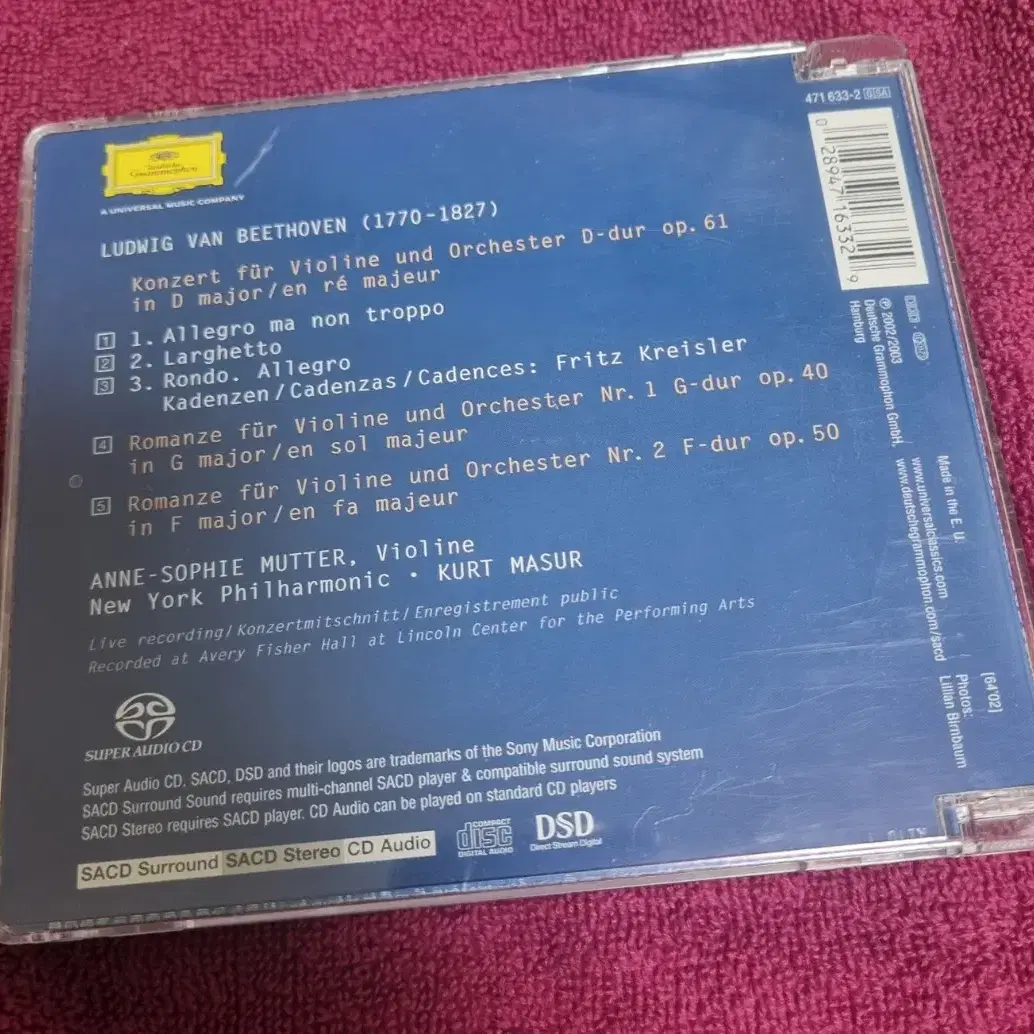 Deutsche
Grammophon
A UNIVERSAL MUSIC COMPANY
LUDWIG VAN BEETHOVEN (1770-1827)
Konzert für Violine und Orchester D-dur op. 61
in D major/en ré majeur
1 1. Allegro ma non troppo
2 2. Larghetto
3 3. Rondo. Allegro
Kadenzen/Cadenzas/Cadences: Fritz Kreisler
4 Romanze für Violine und Orchester Nr. 1 G-dur op. 40
in G major/en sol majeur
5 Romanze für Violine und Orchester Nr. 2 F-dur op. 50
in F major/en fa majeur
ANNE-SOPHIE MUTTER, Violine
New York Philharmonic • KURT MASUR
Live recording/Konzertmitschnitt/Enregistrement public
Recorded at Avery Fisher Hall at Lincoln Center for the Performing Arts
SUPER AUDIO CD
Super Audio CD, SACD, DSD and their logos are trademarks of the Sony Music Corporation
SACD Surround Sound requires multi-channel SACD player & compatible surround sound system
SACD Stereo requires SACD player. CD Audio can be played on standard CD players
SACD Surround SACD Stereo CD Audio
COMPACT
disc
DIGITAL AUDIO
DSD
Direct Stream Digital
471 633-2 GSA
0 28947 16332 9
℗ 2002/2003
Deutsche Grammophon GmbH,
Hamburg
Made in the E. U.
www.universalclassics.com
www.deutschegrammophon.com/sacd
[64'02]
Photos:
Lillian Birnbaum